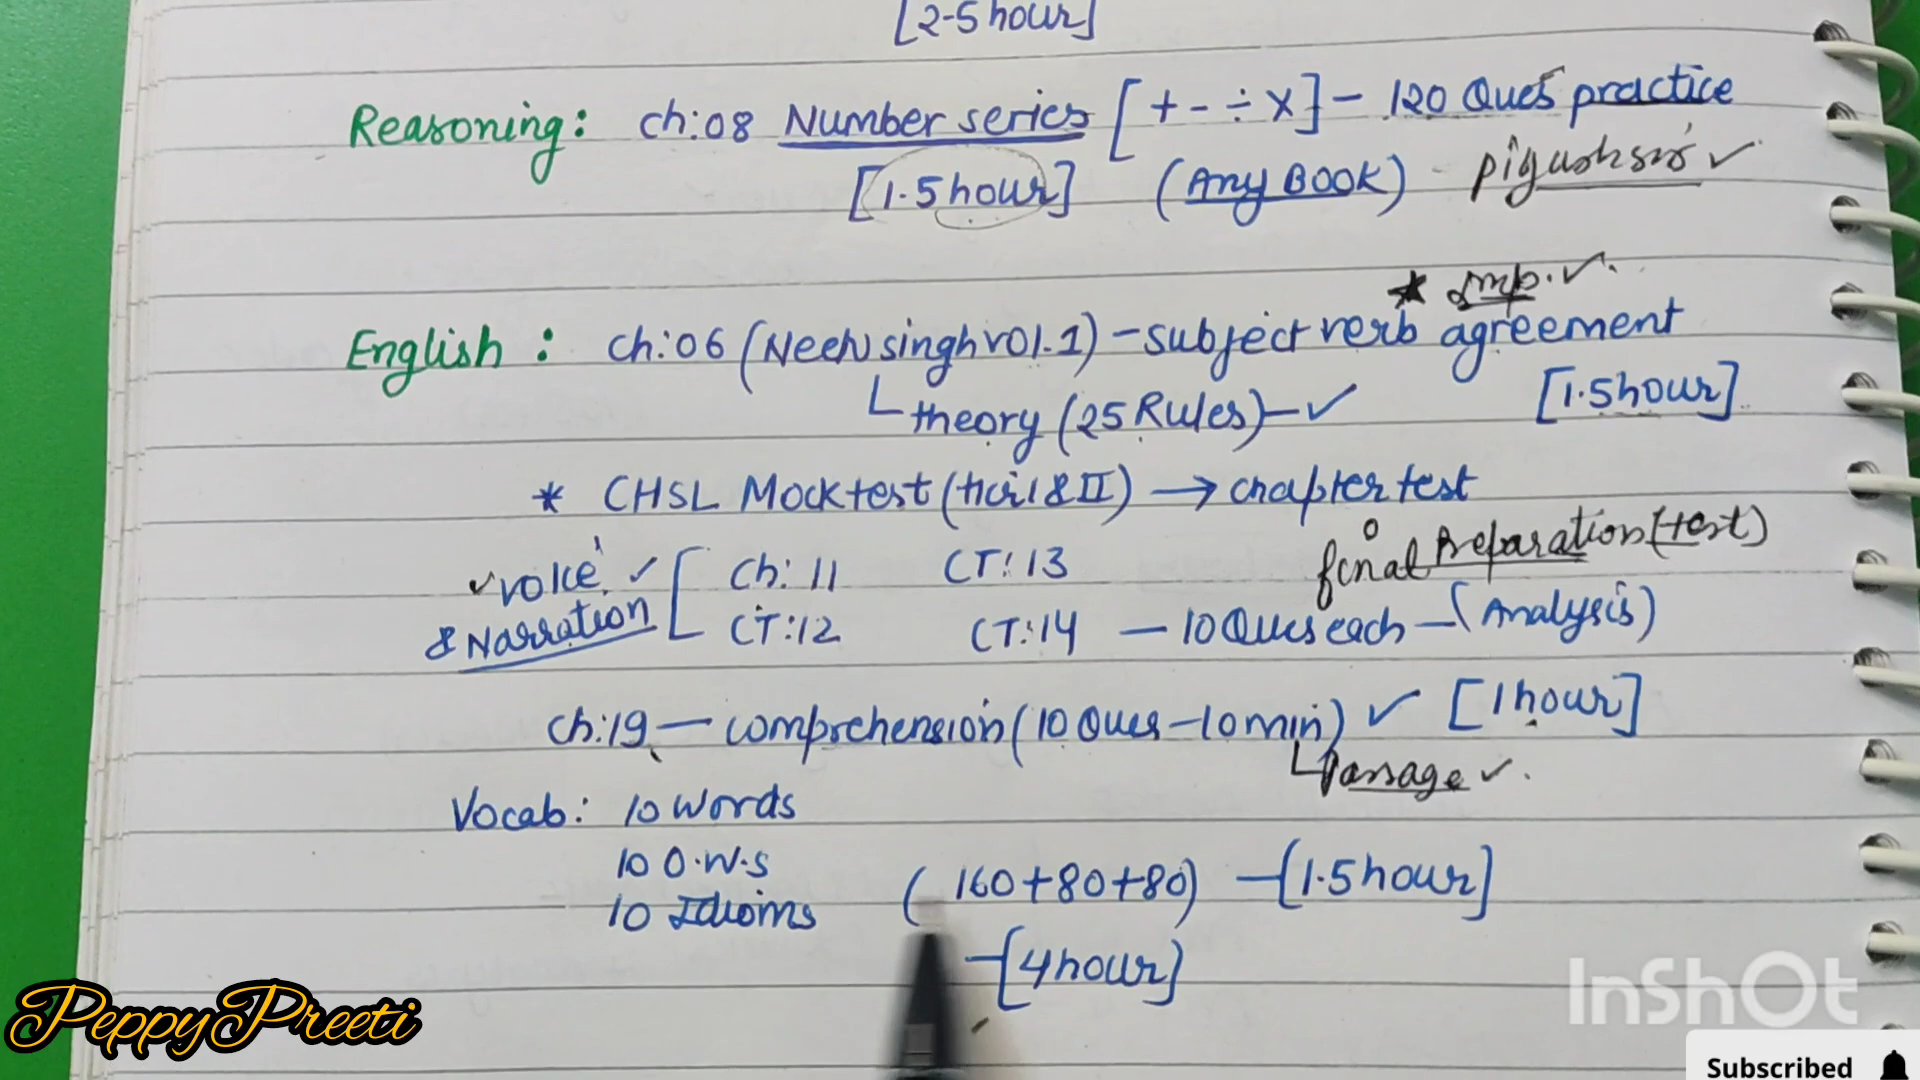 [2-5 hour]
Reasoning: ch:08 Number series [+ - ÷ ×] - 120 Ques practice
[1.5 hour] (Any BOOK) - piyush sir ✓
* Imp. ✓
English: ch:06 (Neetu singh vol.1) - subject verb agreement
theory (25 Rules) - ✓ [1.5 hour]
* CHSL Mock test (tier I & II) → chapter test
final Preparation (test)
✓ voice ✓ [ Ch: 11 CT: 13
& Narration CT: 12 CT: 14 - 10 Ques each - (Analysis)
ch:19 - comprehension (10 Ques - 10 min) ✓ [1 hour]
Passage ✓
Vocab: 10 words
10 O.W.S (160+80+80) - [1.5 hour]
10 Idioms
- [4 hour]
InShOt
PeppyPreeti
Subscribed